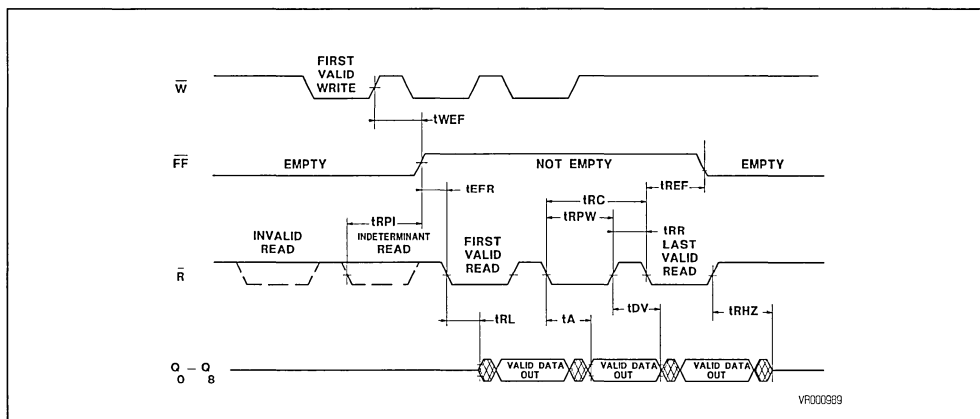 FIRST
VALID
WRITE
W
tWEF
FF
EMPTY
NOT EMPTY
EMPTY
tEFR
tREF
tRC
tRPI
tRPW
tRR
INVALID
READ
INDETERMINANT
READ
FIRST
VALID
READ
LAST
VALID
READ
R
tRL
tA
tDV
tRHZ
Q – Q
0 8
VALID DATA
OUT
VALID DATA
OUT
VALID DATA
OUT
VR000989